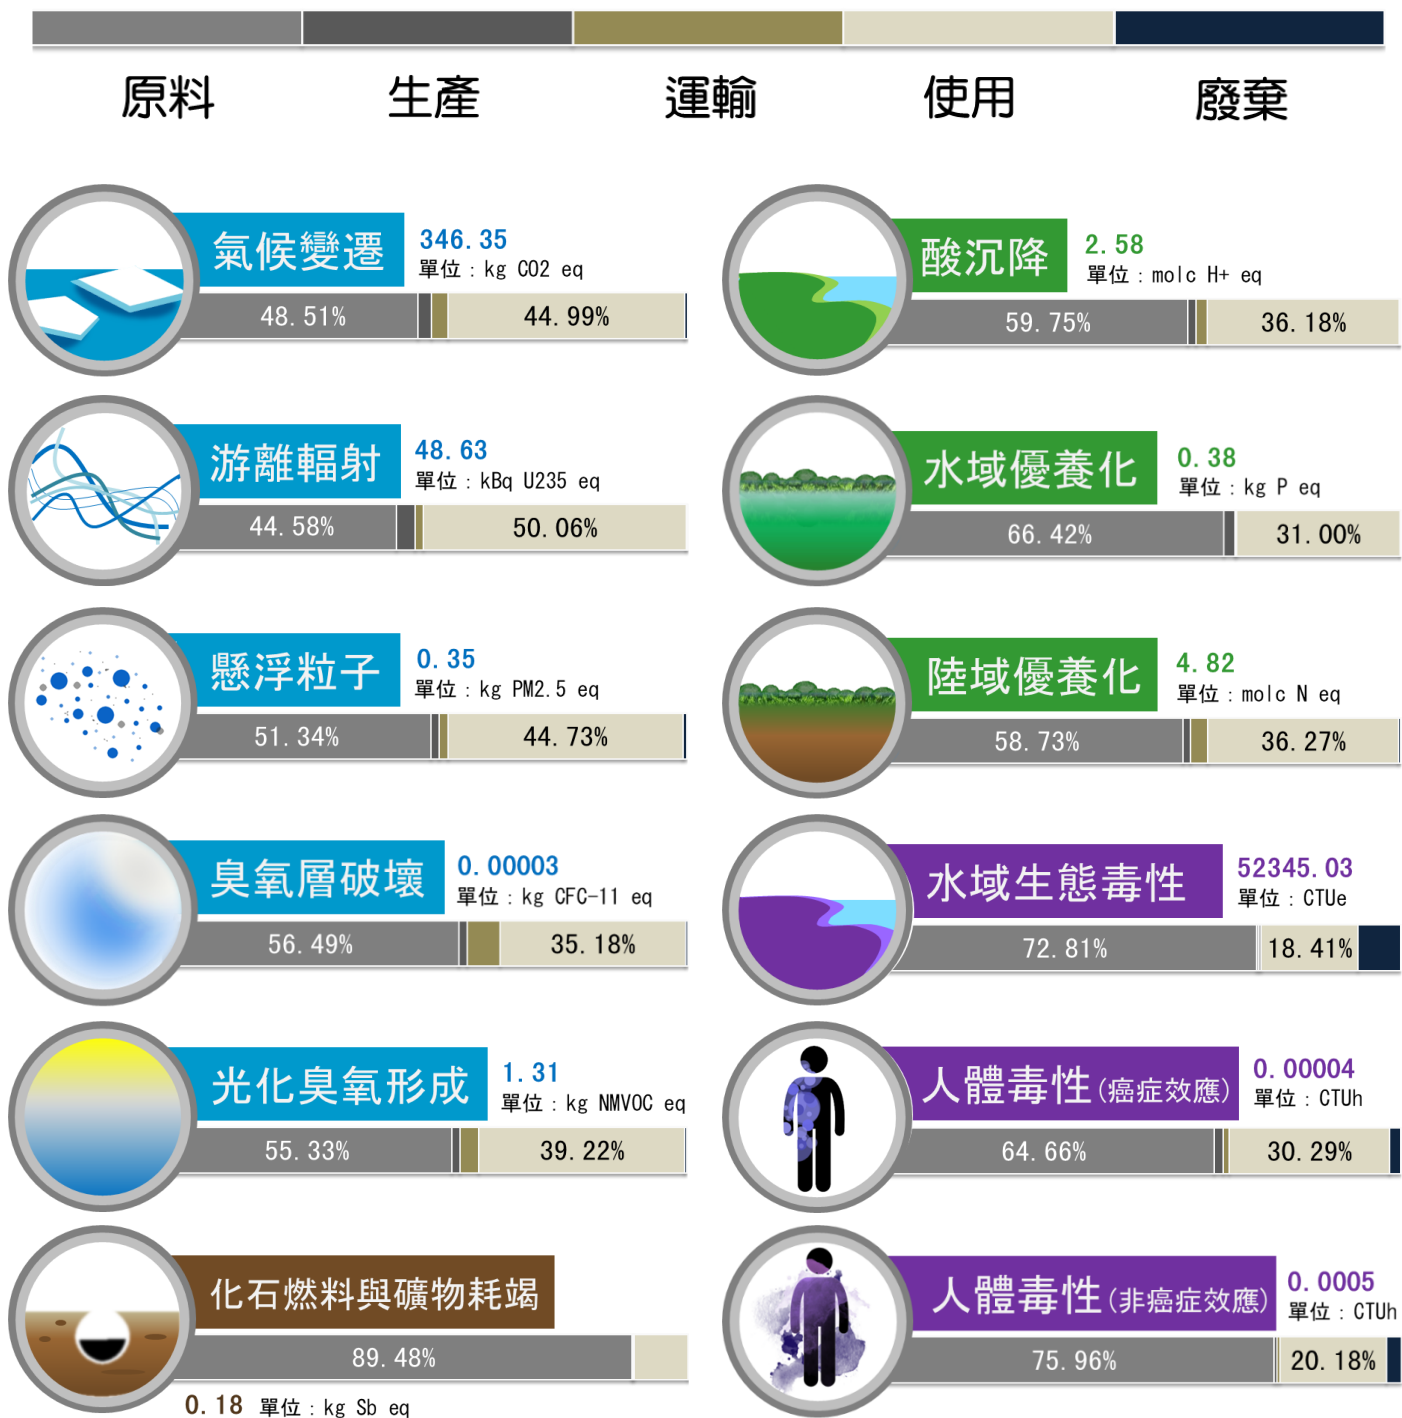 原料 生產 運輸 使用 廢棄
氣候變遷
346.35
單位：kg CO2 eq
48.51% 44.99%
游離輻射
48.63
單位：kBq U235 eq
44.58% 50.06%
懸浮粒子
0.35
單位：kg PM2.5 eq
51.34% 44.73%
臭氧層破壞
0.00003
單位：kg CFC-11 eq
56.49% 35.18%
光化臭氧形成
1.31
單位：kg NMVOC eq
55.33% 39.22%
化石燃料與礦物耗竭
89.48%
0.18 單位：kg Sb eq
酸沉降
2.58
單位：molc H+ eq
59.75% 36.18%
水域優養化
0.38
單位：kg P eq
66.42% 31.00%
陸域優養化
4.82
單位：molc N eq
58.73% 36.27%
水域生態毒性
52345.03
單位：CTUe
72.81% 18.41%
人體毒性(癌症效應)
0.00004
單位：CTUh
64.66% 30.29%
人體毒性(非癌症效應)
0.0005
單位：CTUh
75.96% 20.18%